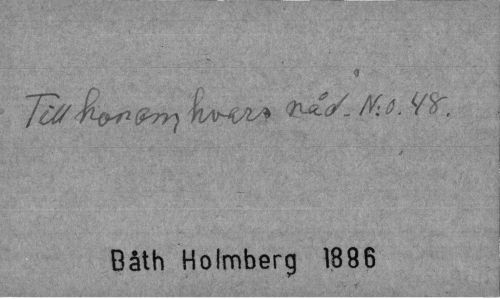 Till honom, hvars nåd. N:o. 48.
Båth Holmberg 1886